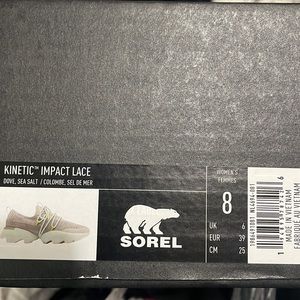 KINETIC™ IMPACT LACE
DOVE, SEA SALT / COLOMBE, SEL DE MER
SOREL
WOMEN'S
FEMMES
8
UK 6
EUR 39
CM 25
MADE IN VIETNAM
FABRIQUÉ EN VIETNAM